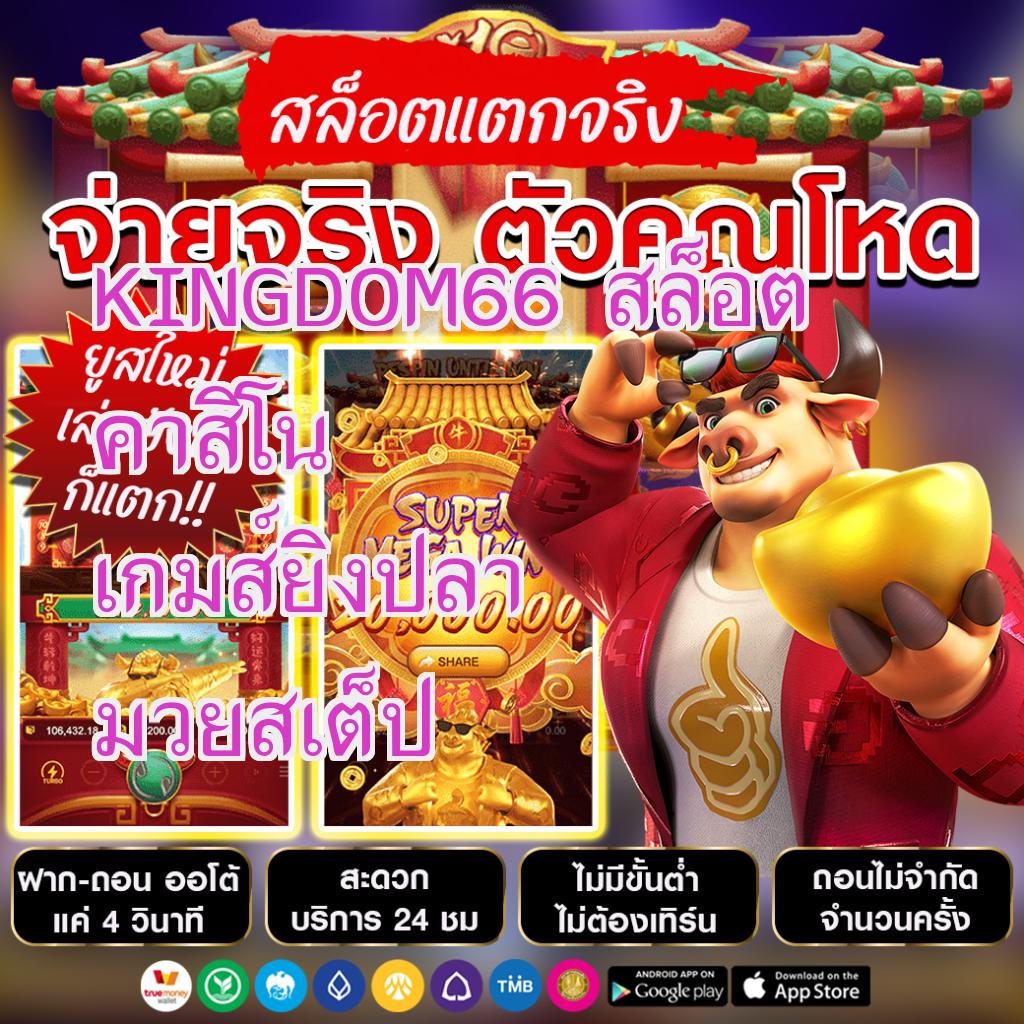 สล็อตแตกจริง
จ่ายจริง ตัวคูณโหด
KINGDOM66 สล็อต
คาสิโน
เกมส์ยิงปลา
มวยสเต็ป
ยูสใหม่
ก็แตก!!
SUPER
MEGA WIN
SHARE
牛
福
106,432.18
200.00
0.00
TURBO
ฝาก-ถอน ออโต้
แค่ 4 วินาที
สะดวก
บริการ 24 ชม
ไม่มีขั้นต่ำ
ไม่ต้องเทิร์น
ถอนไม่จำกัด
จำนวนครั้ง
truemoney
wallet
TMB
ANDROID APP ON
Google play
Download on the
App Store